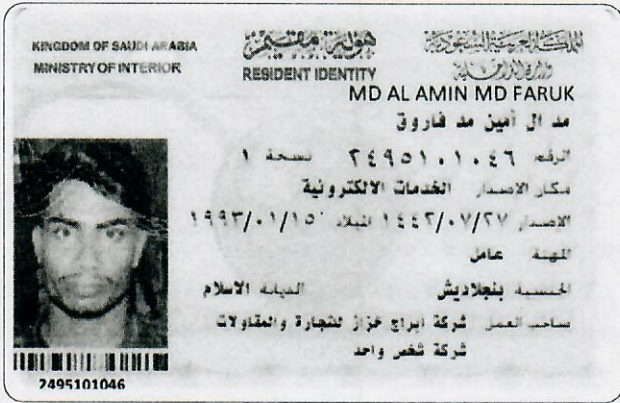 KINGDOM OF SAUDI ARABIA
MINISTRY OF INTERIOR
هوية مقيم
RESIDENT IDENTITY
المملكة العربية السعودية
وزارة الداخلية
MD AL AMIN MD FARUK
مد ال أمين مد فاروق
الرقم ٢٤٩٥١٠١٠٤٦ نسخة ١
مكان الاصدار الخدمات الالكترونية
الاصدار ١٤٤٢/٠٧/٢٧ الميلاد ١٩٩٣/٠١/١٥
المهنة عامل
الجنسية بنجلاديش الديانة الاسلام
صاحب العمل شركة ابراج خزاز للتجارة والمقاولات
شركة شخص واحد
2495101046